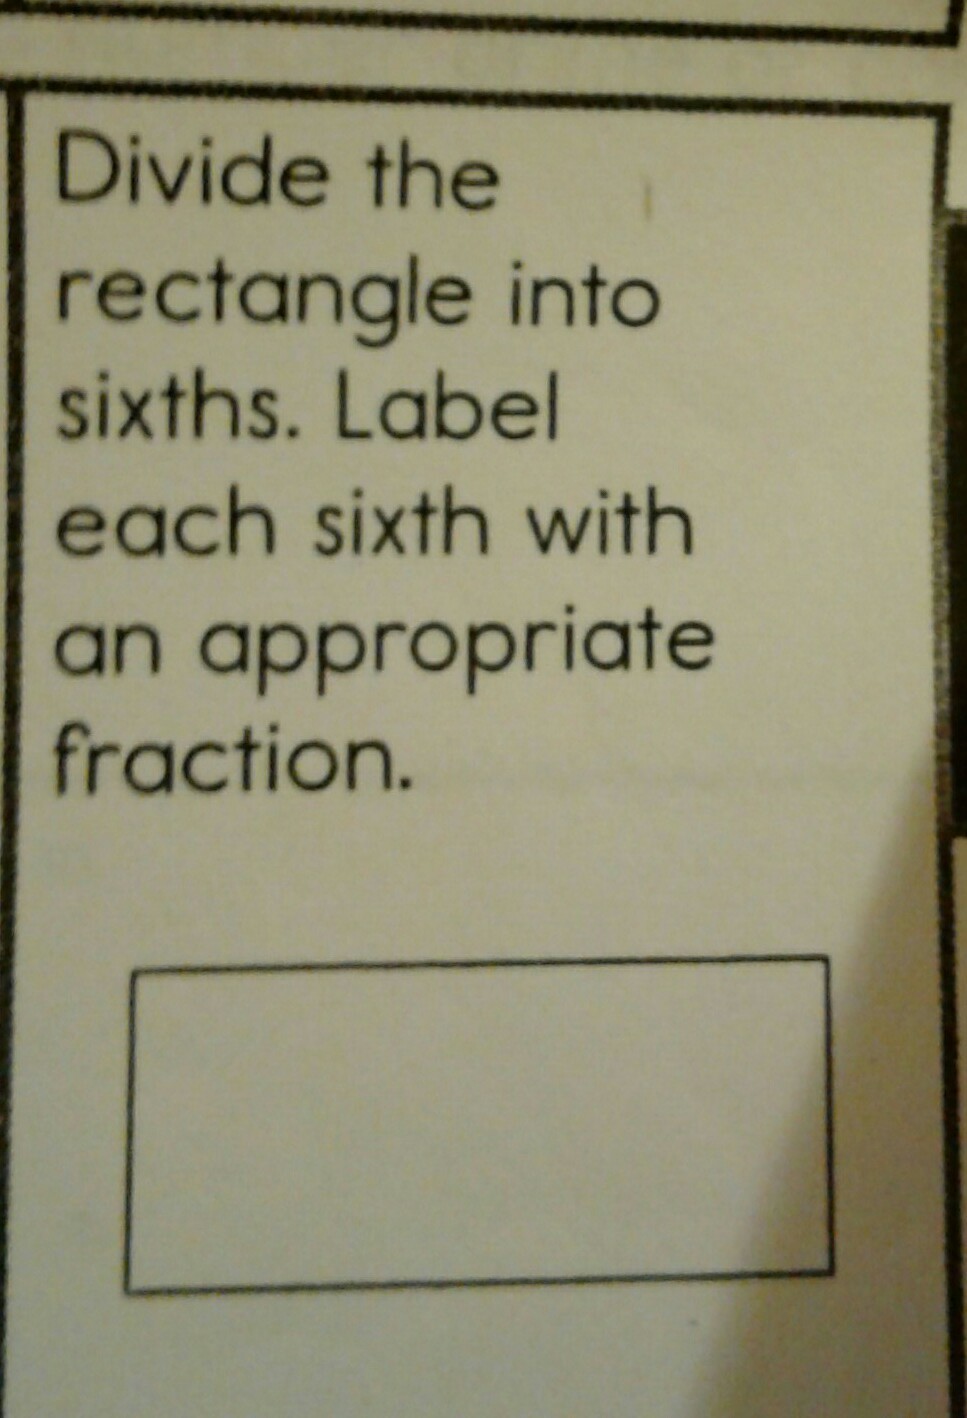 Divide the
rectangle into
sixths. Label
each sixth with
an appropriate
fraction.